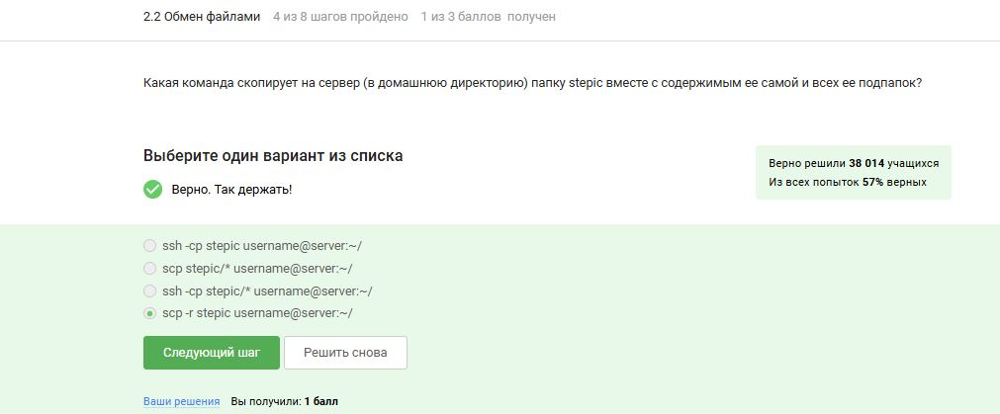 2.2 Обмен файлами 4 из 8 шагов пройдено 1 из 3 баллов получен
Какая команда скопирует на сервер (в домашнюю директорию) папку stepic вместе с содержимым ее самой и всех ее подпапок?
Выберите один вариант из списка
Верно. Так держать!
Верно решили 38 014 учащихся
Из всех попыток 57% верных
ssh -cp stepic username@server:~/
scp stepic/* username@server:~/
ssh -cp stepic/* username@server:~/
scp -r stepic username@server:~/
Следующий шаг Решить снова
Ваши решения Вы получили: 1 балл